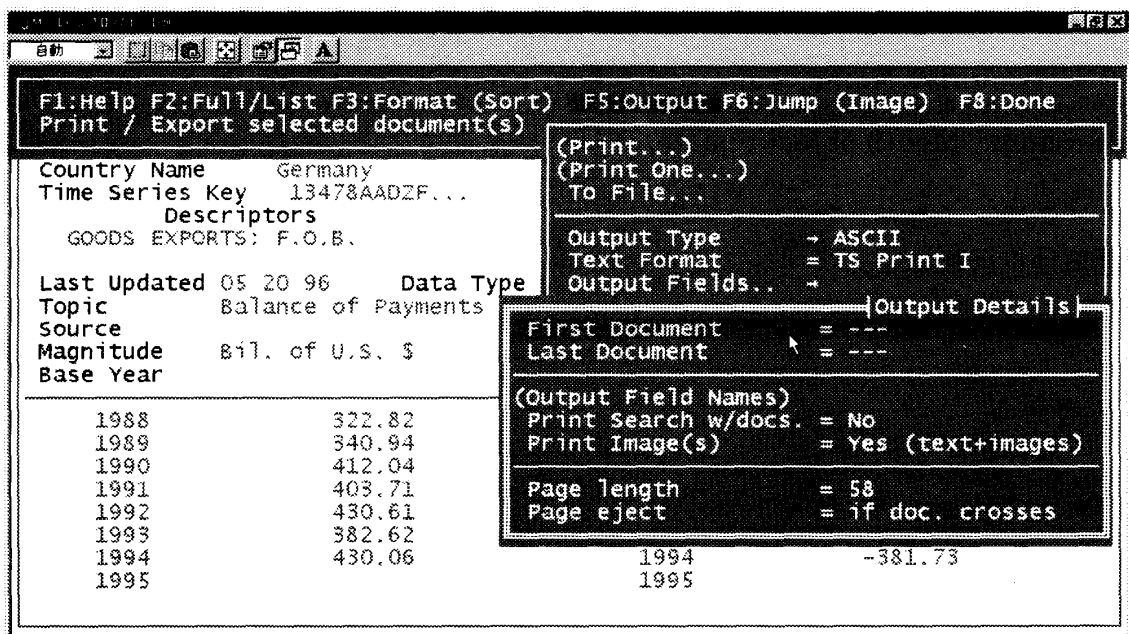 自動
A
F1:Help F2:Full/List F3:Format (Sort) F5:Output F6:Jump (Image) F8:Done
Print / Export selected document(s)
(Print...)
(Print One...)
To File...
Output Type → ASCII
Text Format = TS Print I
Output Fields.. →
Country Name Germany
Time Series Key 13478AADZF...
Descriptors
GOODS EXPORTS: F.O.B.
Last Updated 05 20 96 Data Type
Topic Balance of Payments
Source
Magnitude Bil. of U.S. $
Base Year
Output Details
First Document = ---
Last Document = ---
(Output Field Names)
Print Search w/docs. = No
Print Image(s) = Yes (text+images)
Page length = 58
Page eject = if doc. crosses
1988 322.82
1989 340.94
1990 412.04
1991 403.71
1992 430.61
1993 382.62
1994 430.06 1994 -381.73
1995 1995